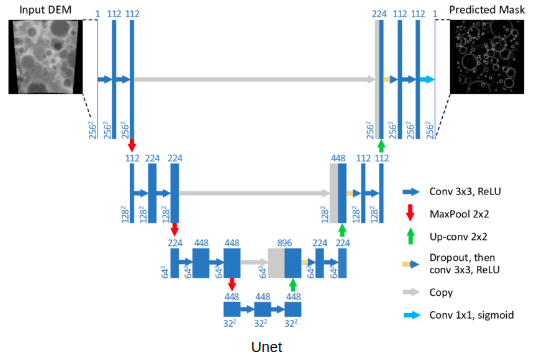 Input DEM
Predicted Mask
1 112 112
224 112 112 1
256² 256² 256²
256² 256² 256² 256²
112 224 224
448 112 112
128² 128² 128²
128² 128² 128²
224 448 448
896 224 224
64² 64² 64²
64² 64² 64²
448 448 448
32² 32² 32²
Conv 3x3, ReLU
MaxPool 2x2
Up-conv 2x2
Dropout, then
conv 3x3, ReLU
Copy
Conv 1x1, sigmoid
Unet